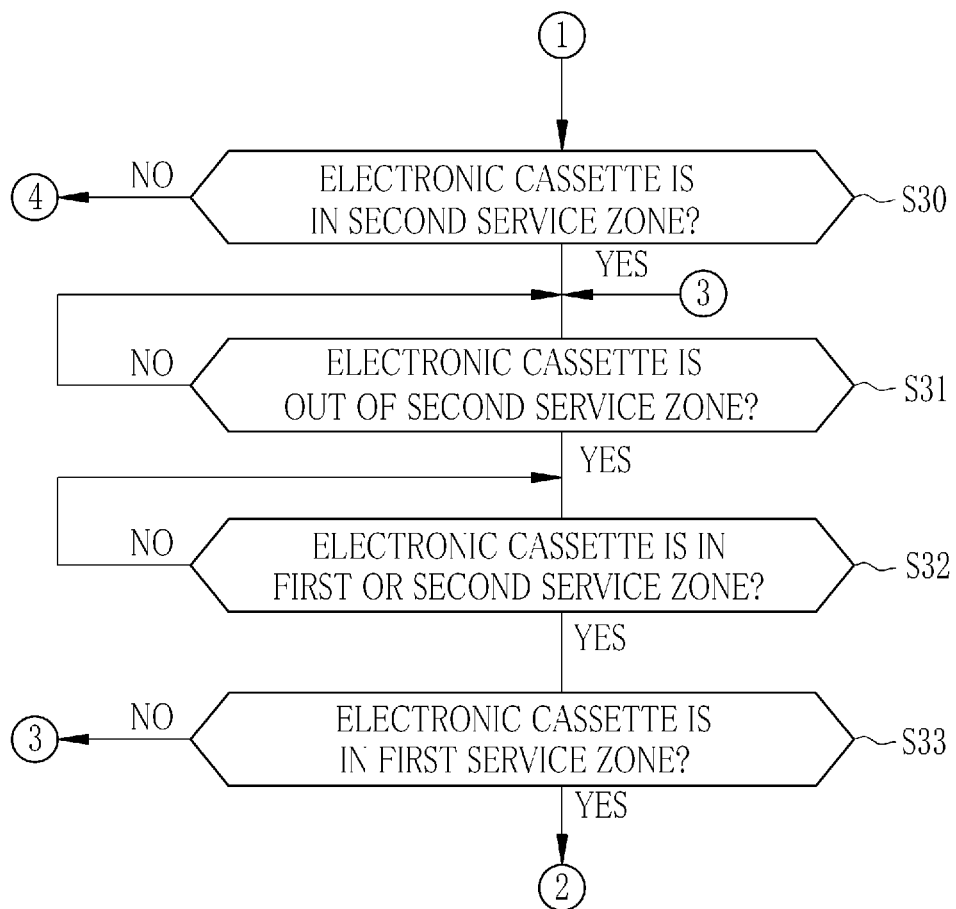 1
ELECTRONIC CASSETTE IS
IN SECOND SERVICE ZONE?
S30
NO
4
YES
3
ELECTRONIC CASSETTE IS
OUT OF SECOND SERVICE ZONE?
S31
NO
YES
ELECTRONIC CASSETTE IS IN
FIRST OR SECOND SERVICE ZONE?
S32
NO
YES
ELECTRONIC CASSETTE IS
IN FIRST SERVICE ZONE?
S33
NO
3
YES
2